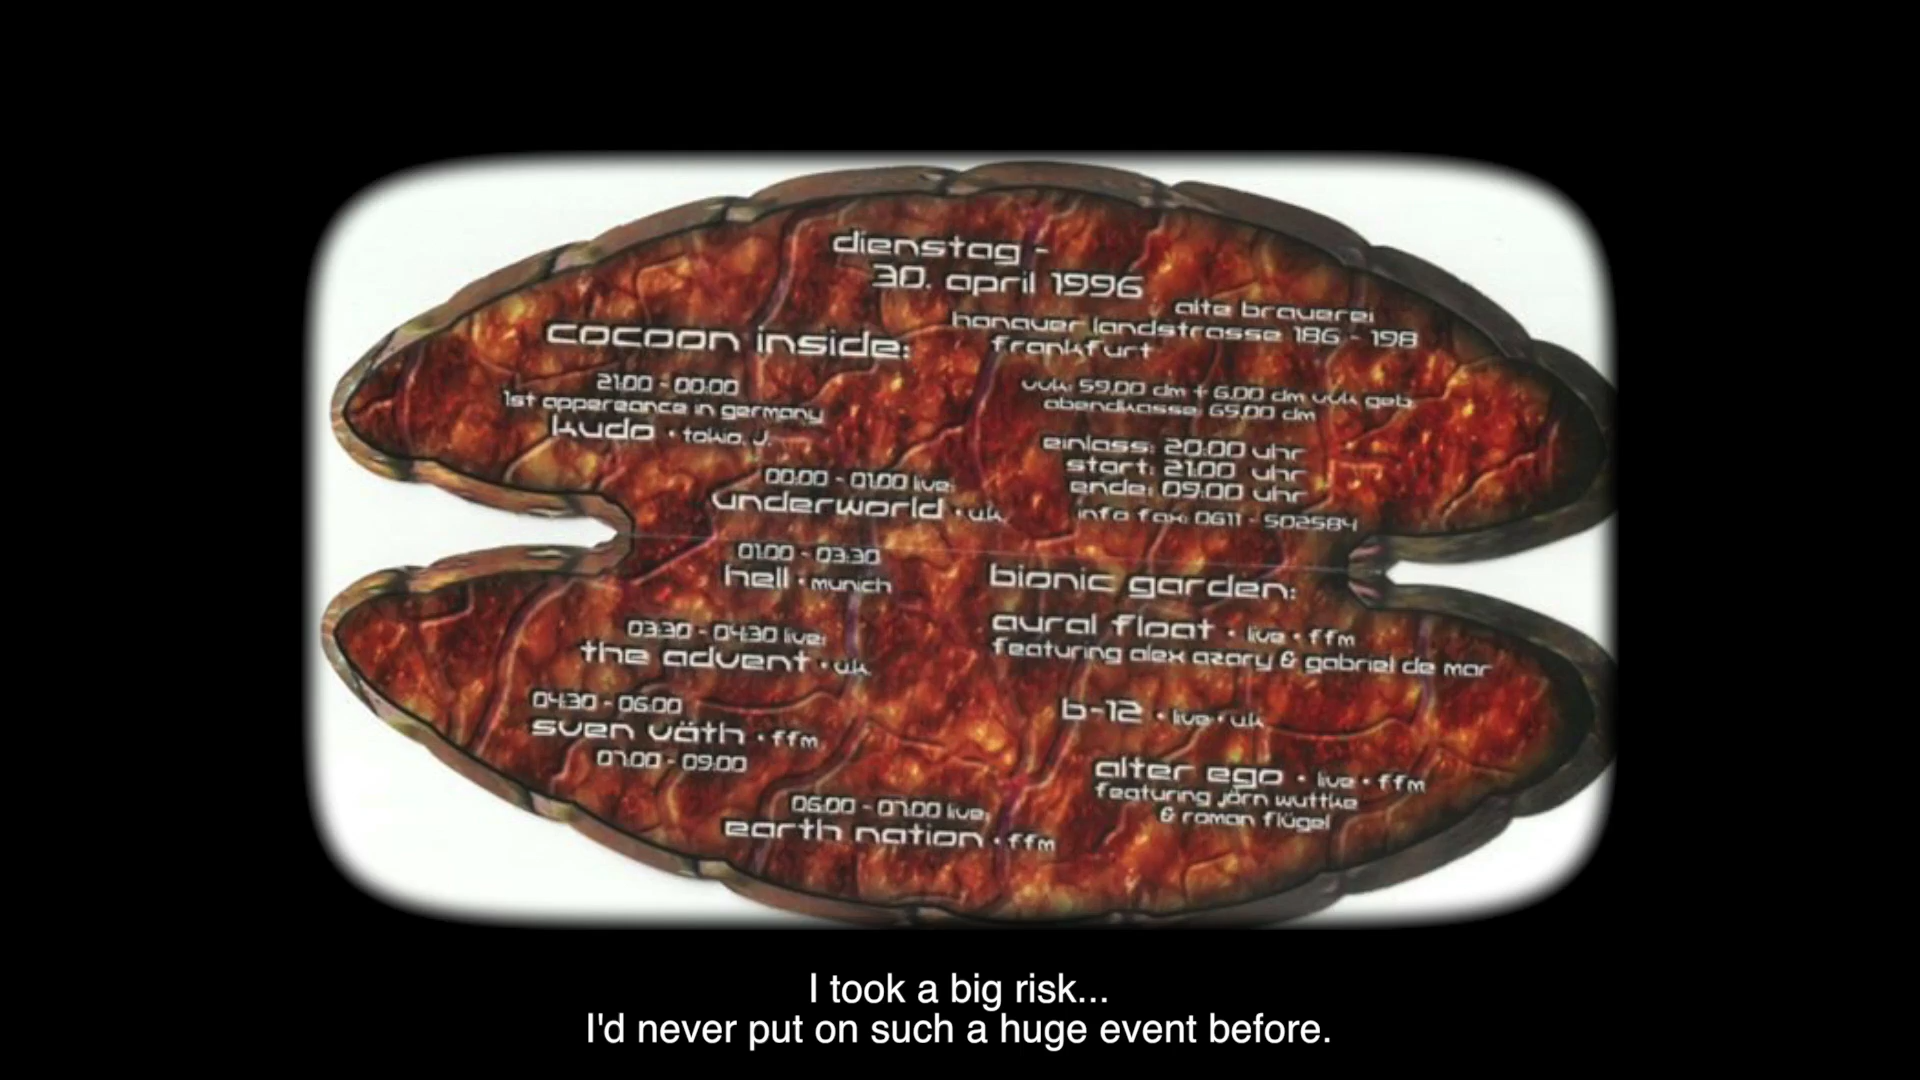 dienstag -
30. april 1996
alte brauerei
hanauer landstrasse 186 - 198
frankfurt
vvk: 59.00 dm + 6.00 dm vvk geb.
abendkasse: 65.00 dm
einlass: 20:00 uhr
start: 21:00 uhr
ende: 09:00 uhr
info fax: 0611 - 502584
cocoon inside:
21:00 - 00:00
1st appereance in germany
kudo • tokio. J.
00:00 - 01:00 live:
underworld • u.k.
01:00 - 03:30
hell • munich
03:30 - 04:30 live:
the advent • u.k.
04:30 - 06:00
sven väth • ffm
07:00 - 09:00
06:00 - 07:00 live:
earth nation • ffm
bionic garden:
aural float • live • ffm
featuring alex azary & gabriel de mar
b-12 • live • u.k
alter ego • live • ffm
featuring jörn wuttke
& roman flügel
I took a big risk...
I'd never put on such a huge event before.